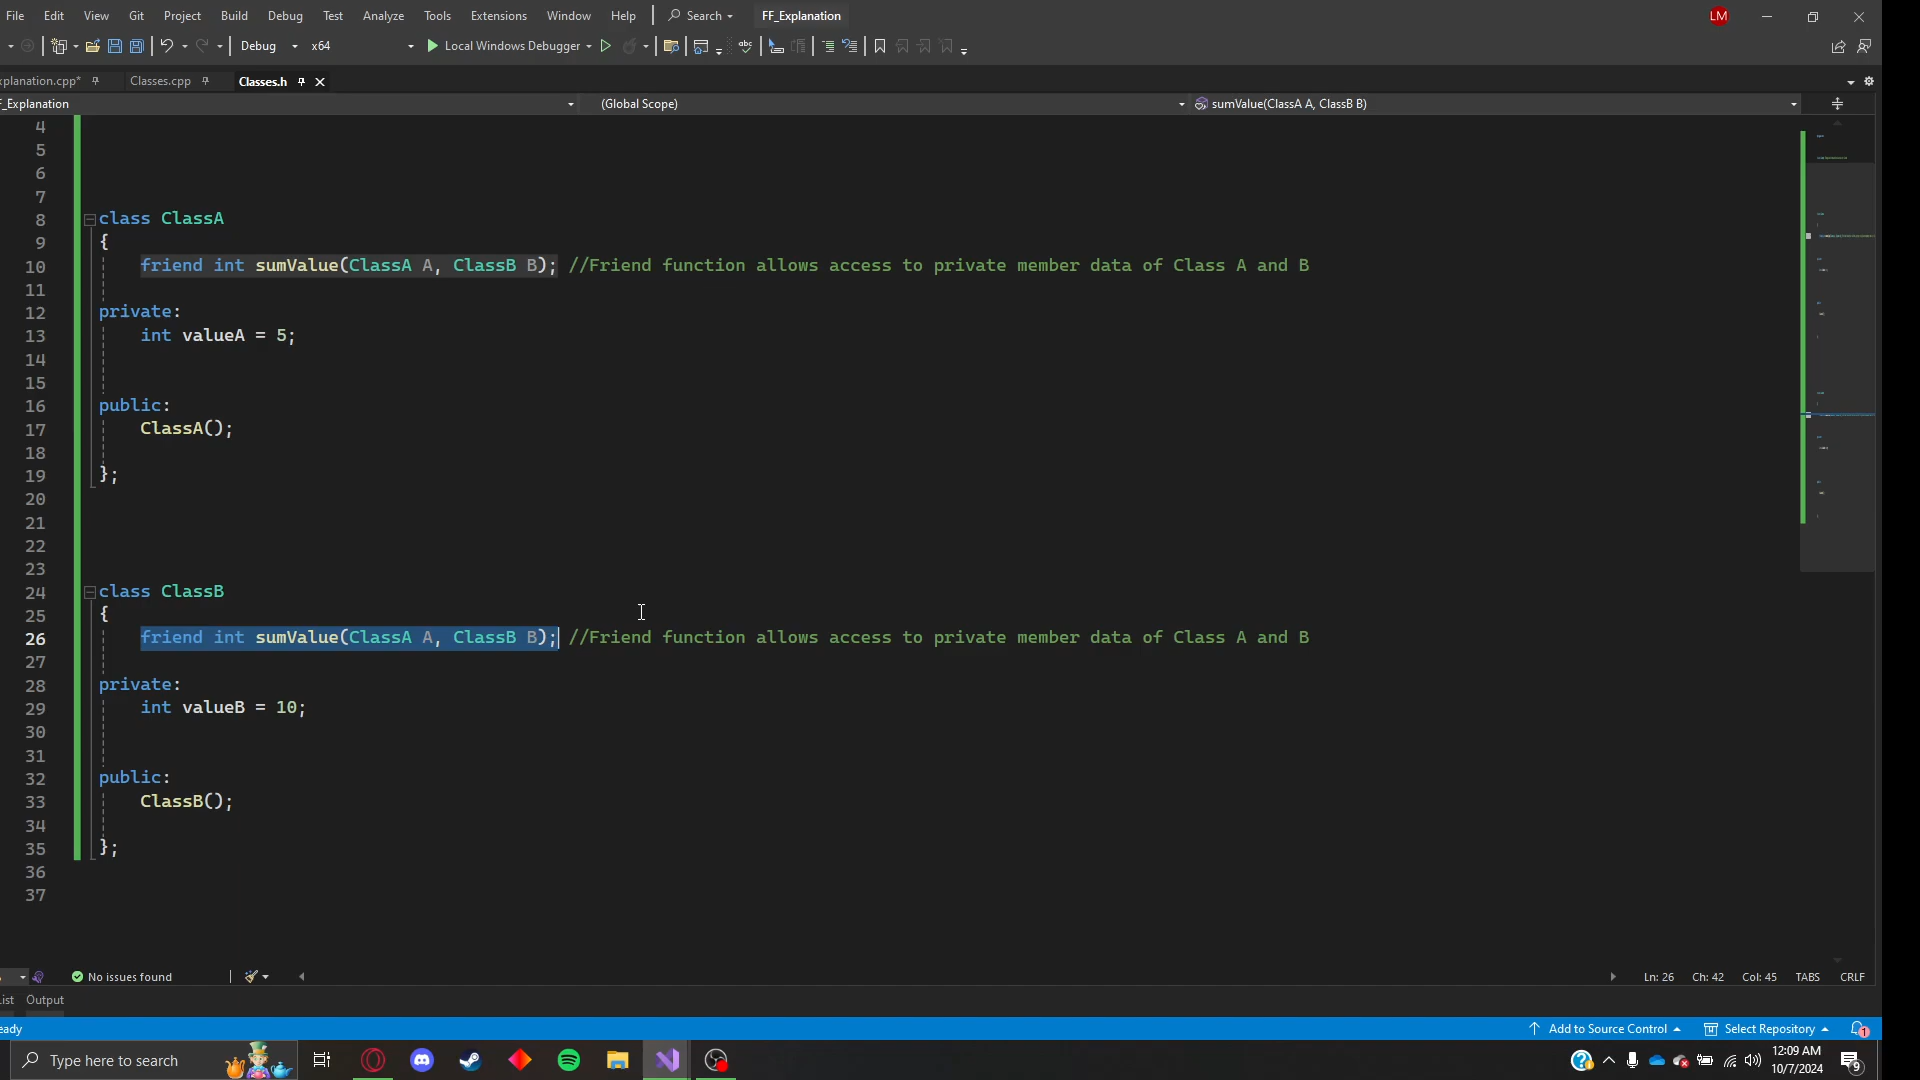 File Edit View Git Project Build Debug Test Analyze Tools Extensions Window Help Search FF_Explanation LM
Debug x64 Local Windows Debugger
xplanation.cpp* Classes.cpp Classes.h
F_Explanation (Global Scope) sumValue(ClassA A, ClassB B)
4
5
6
7
8 class ClassA
9 {
10 friend int sumValue(ClassA A, ClassB B); //Friend function allows access to private member data of Class A and B
11
12 private:
13 int valueA = 5;
14
15
16 public:
17 ClassA();
18
19 };
20
21
22
23
24 class ClassB
25 {
26 friend int sumValue(ClassA A, ClassB B); //Friend function allows access to private member data of Class A and B
27
28 private:
29 int valueB = 10;
30
31
32 public:
33 ClassB();
34
35 };
36
37
No issues found Ln: 26 Ch: 42 Col: 45 TABS CRLF
ist Output
eady Add to Source Control Select Repository 1
Type here to search 12:09 AM
10/7/2024 9